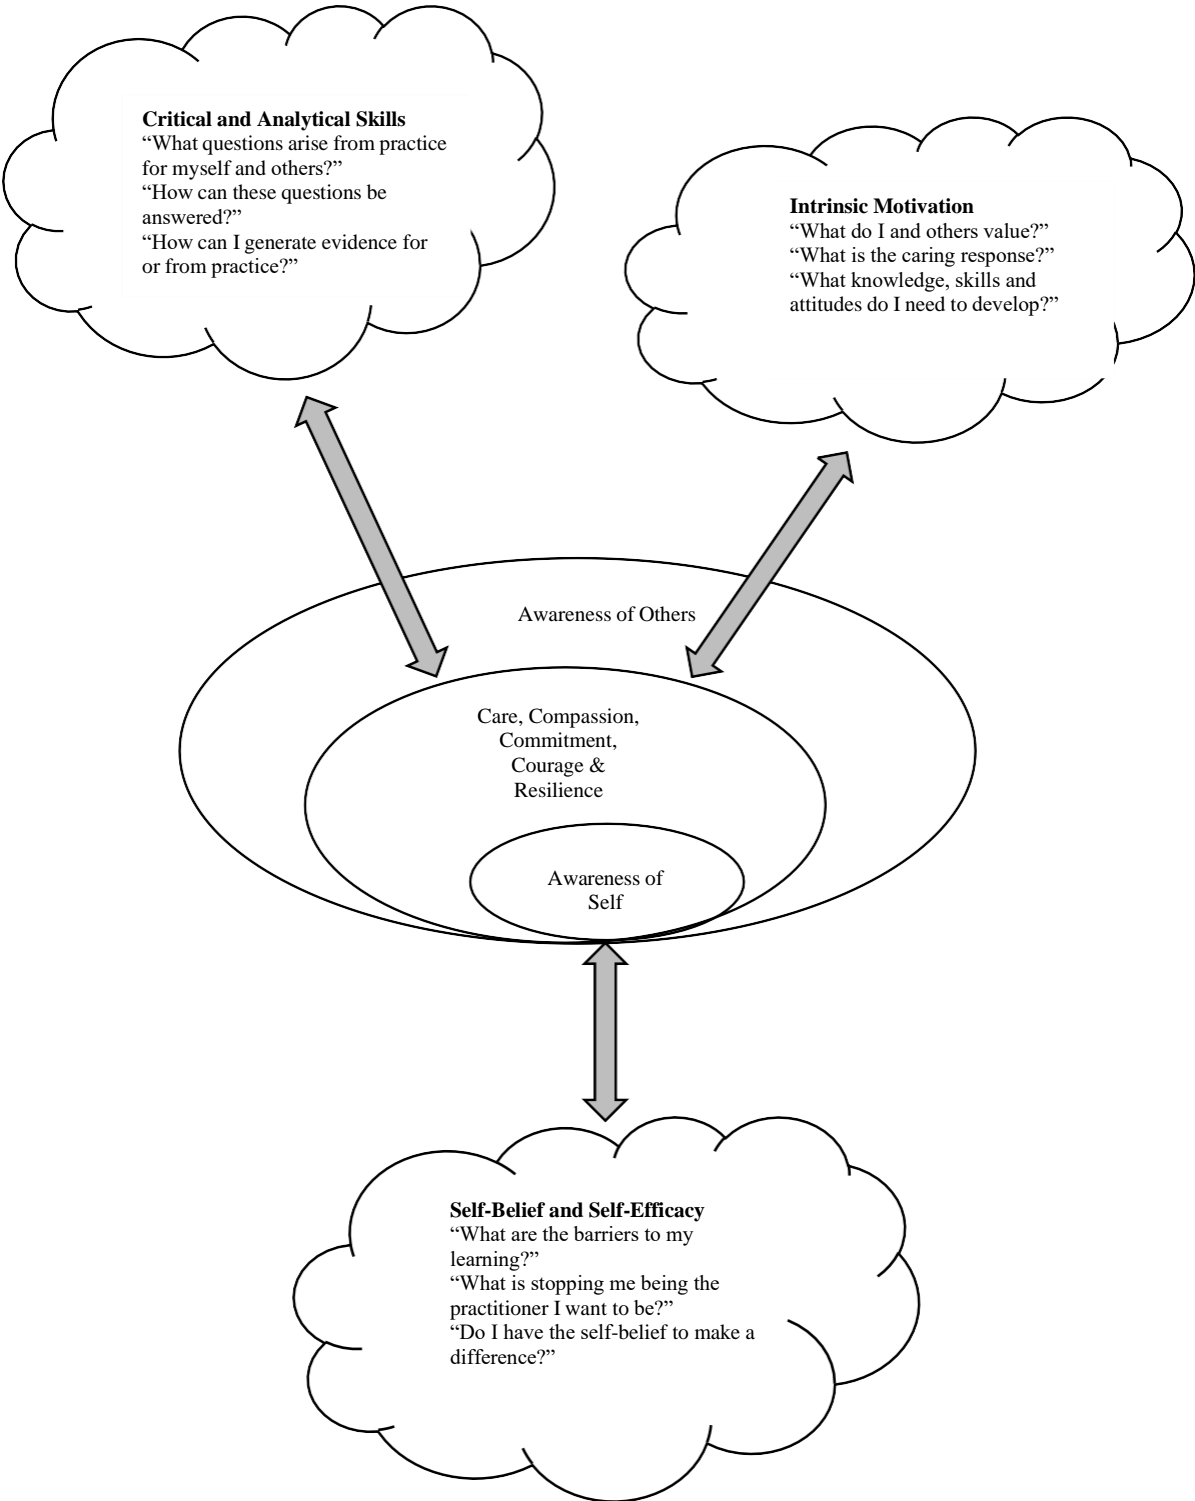 Critical and Analytical Skills
“What questions arise from practice
for myself and others?”
“How can these questions be
answered?”
“How can I generate evidence for
or from practice?”
Intrinsic Motivation
“What do I and others value?”
“What is the caring response?”
“What knowledge, skills and
attitudes do I need to develop?”
Awareness of Others
Care, Compassion,
Commitment,
Courage &
Resilience
Awareness of
Self
Self-Belief and Self-Efficacy
“What are the barriers to my
learning?”
“What is stopping me being the
practitioner I want to be?”
“Do I have the self-belief to make a
difference?”